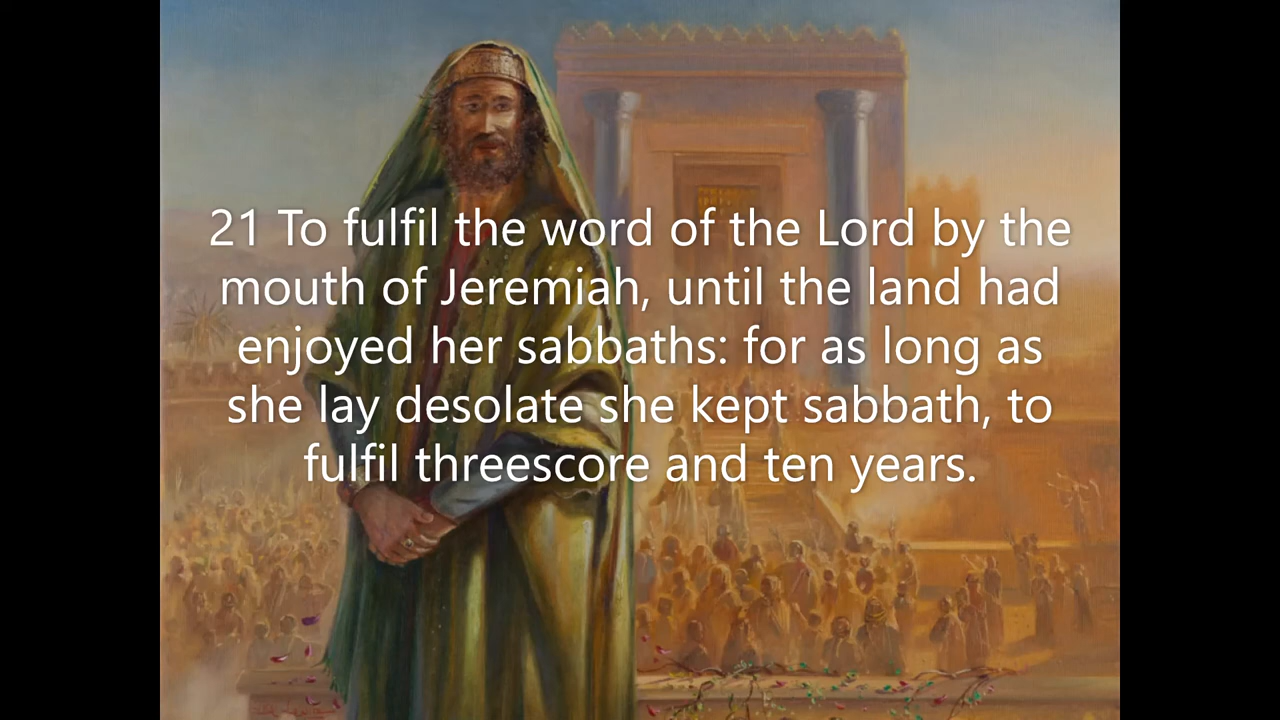 21 To fulfil the word of the Lord by the
mouth of Jeremiah, until the land had
enjoyed her sabbaths: for as long as
she lay desolate she kept sabbath, to
fulfil threescore and ten years.